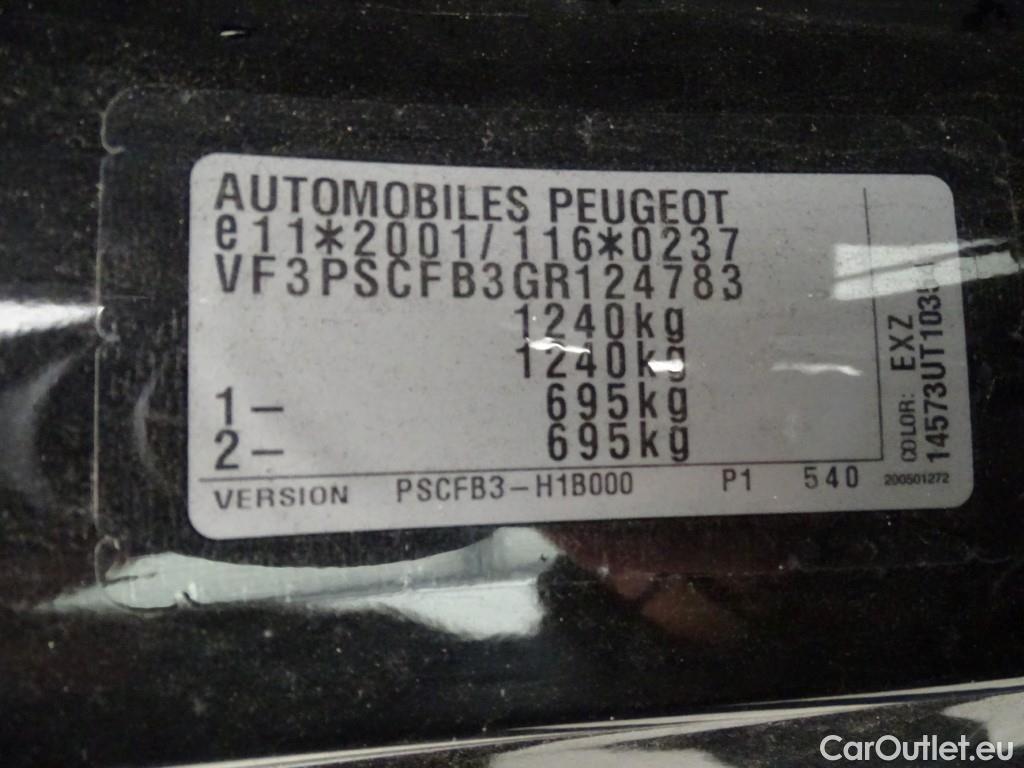 AUTOMOBILES PEUGEOT
e11*2001/116*0237
VF3PSCFB3GR124783
1240kg
1240kg
1- 695kg
2- 695kg
VERSION PSCFB3-H1B000 P1 540
COLOR: EXZ
200501272
CarOutlet.eu